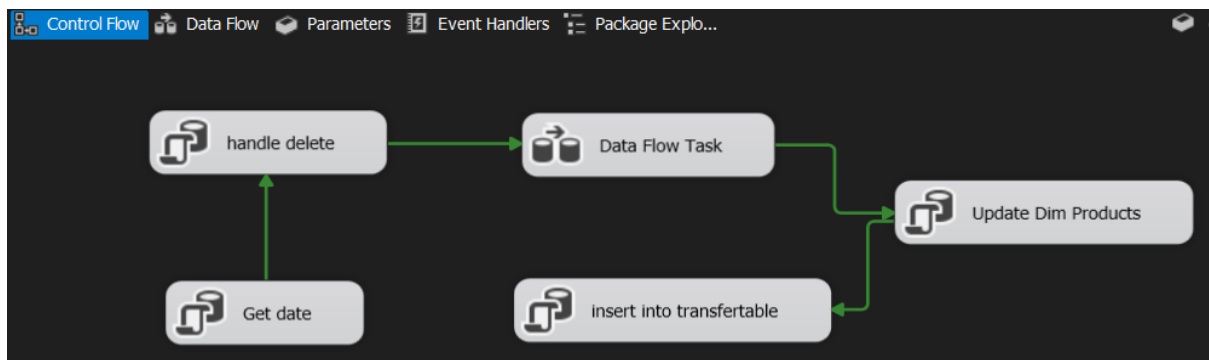 Control Flow Data Flow Parameters Event Handlers Package Explo...
handle delete
Data Flow Task
Update Dim Products
Get date
insert into transfertable